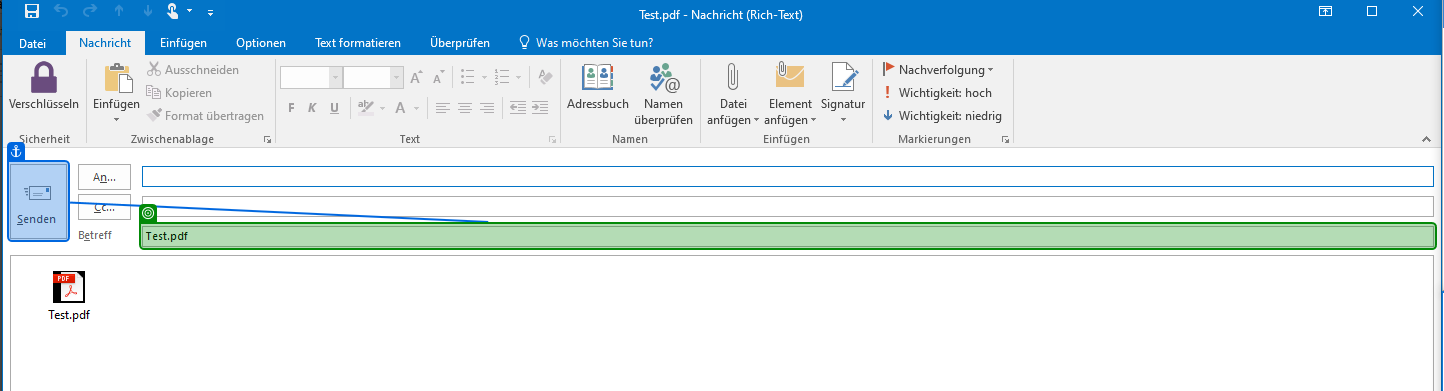 Test.pdf - Nachricht (Rich-Text)
Datei Nachricht Einfügen Optionen Text formatieren Überprüfen Was möchten Sie tun?
Verschlüsseln
Sicherheit
Einfügen
Ausschneiden
Kopieren
Format übertragen
Zwischenablage
F K U ab A A A A
Text
Adressbuch
Namen überprüfen
Namen
Datei anfügen
Element anfügen
Signatur
Einfügen
Nachverfolgung
Wichtigkeit: hoch
Wichtigkeit: niedrig
Markierungen
Senden
An...
Cc...
Betreff
Test.pdf
PDF
Test.pdf